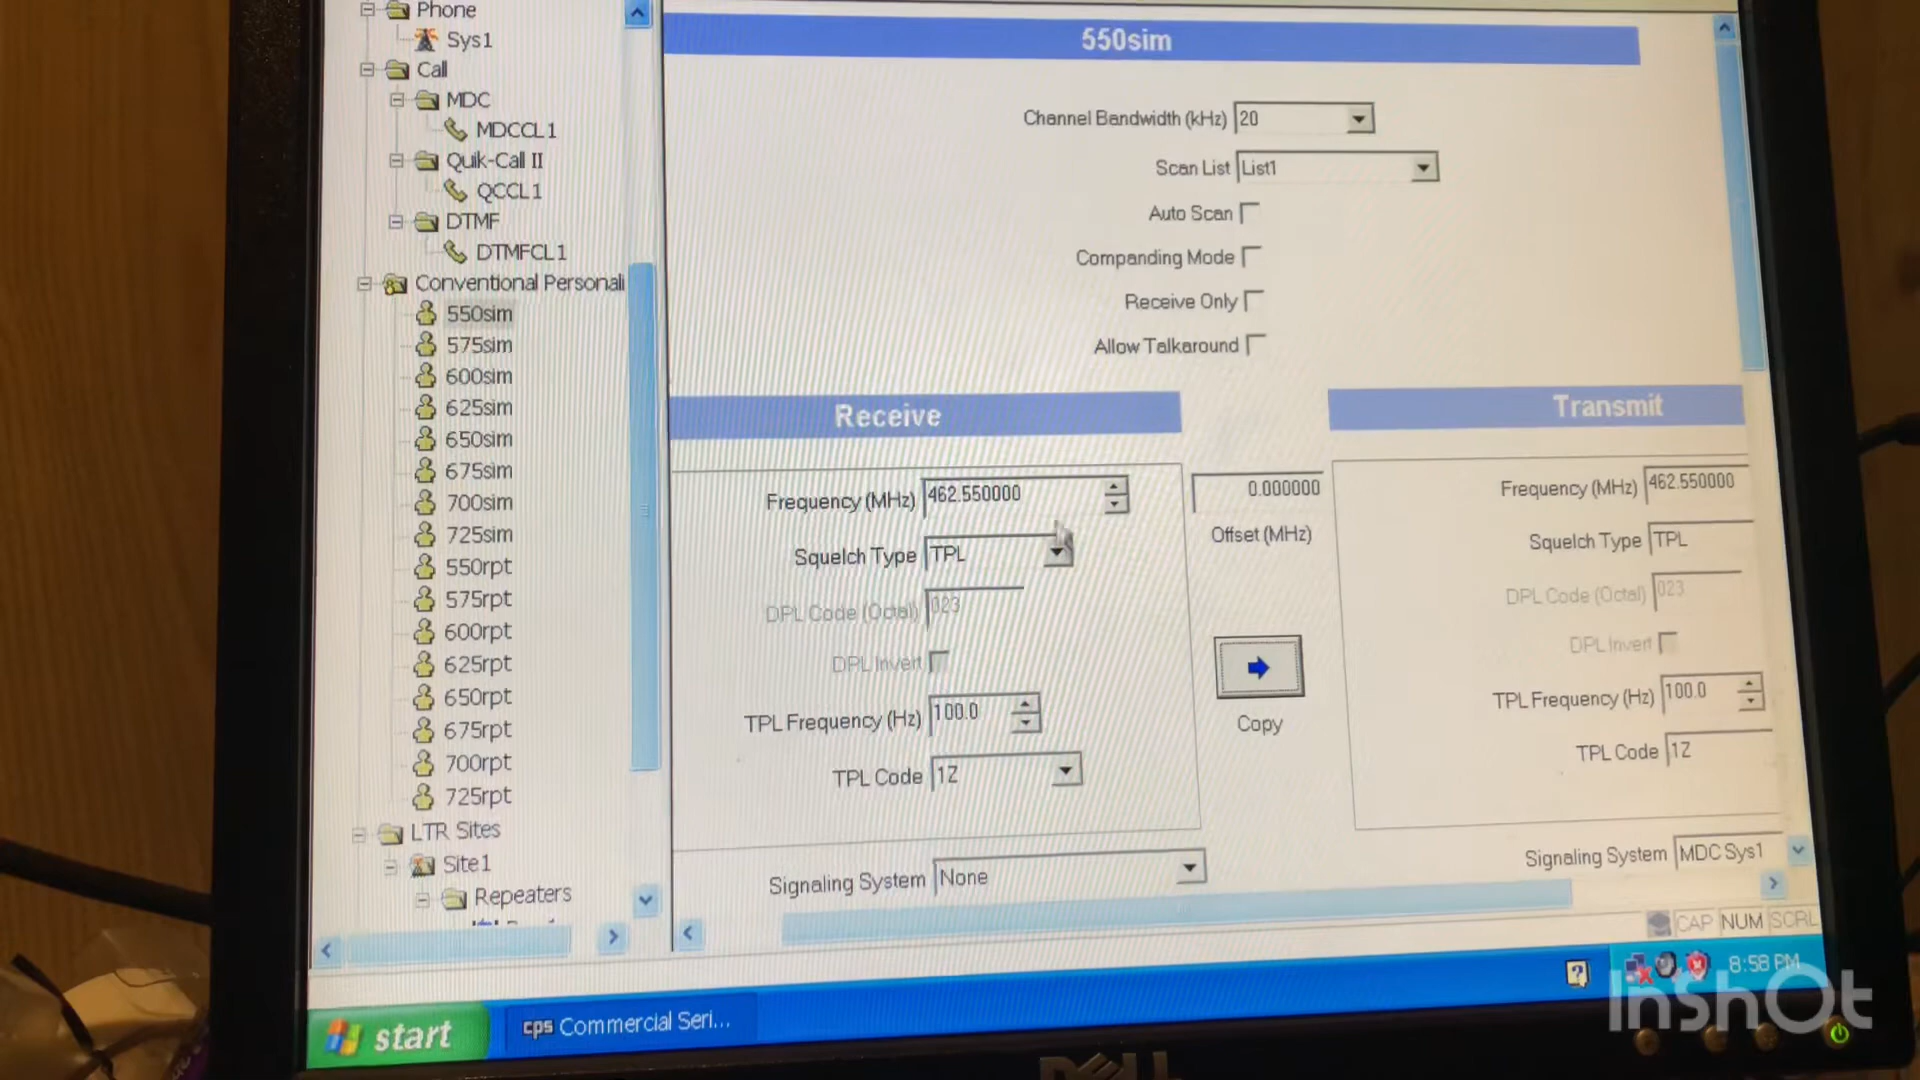 Phone
Sys1
Call
MDC
MDCCL1
Quik-Call II
QCCL1
DTMF
DTMFCL1
Conventional Personali
550sim
575sim
600sim
625sim
650sim
675sim
700sim
725sim
550rpt
575rpt
600rpt
625rpt
650rpt
675rpt
700rpt
725rpt
LTR Sites
Site1
Repeaters
550sim
Channel Bandwidth (kHz) 20
Scan List List1
Auto Scan
Companding Mode
Receive Only
Allow Talkaround
Receive
Frequency (MHz) 462.550000
Squelch Type TPL
DPL Code (Octal) 023
DPL Invert
TPL Frequency (Hz) 100.0
TPL Code 1Z
Signaling System None
0.000000
Offset (MHz)
Copy
Transmit
Frequency (MHz) 462.550000
Squelch Type TPL
DPL Code (Octal) 023
DPL Invert
TPL Frequency (Hz) 100.0
TPL Code 1Z
Signaling System MDC Sys1
CAP NUM SCRL
start
cps Commercial Seri...
8:58 PM
InShOt
DELL